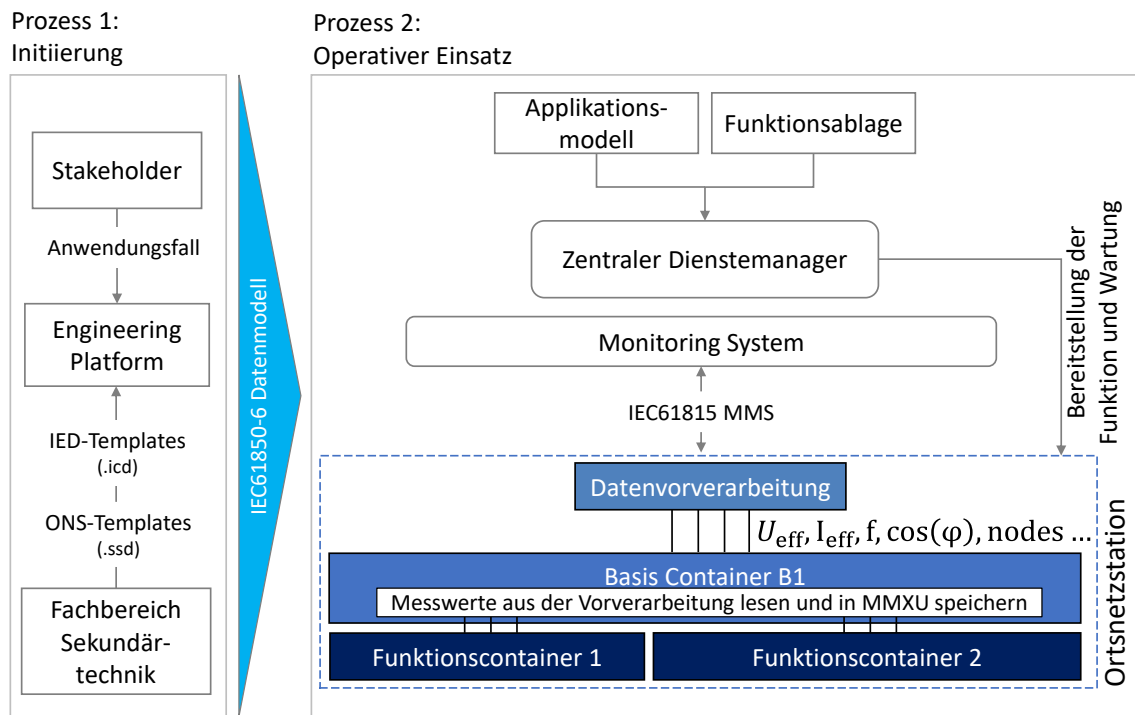 Prozess 1:
Initiierung
Stakeholder
Anwendungsfall
Engineering
Platform
IED-Templates
(.icd)
ONS-Templates
(.ssd)
Fachbereich
Sekundär-
technik
IEC61850-6 Datenmodell
Prozess 2:
Operativer Einsatz
Applikations-
modell
Funktionsablage
Zentraler Dienstemanager
Monitoring System
IEC61815 MMS
Bereitstellung der
Funktion und Wartung
Datenvorverarbeitung
U_eff, I_eff, f, cos(φ), nodes ...
Basis Container B1
Messwerte aus der Vorverarbeitung lesen und in MMXU speichern
Funktionscontainer 1
Funktionscontainer 2
Ortsnetzstation